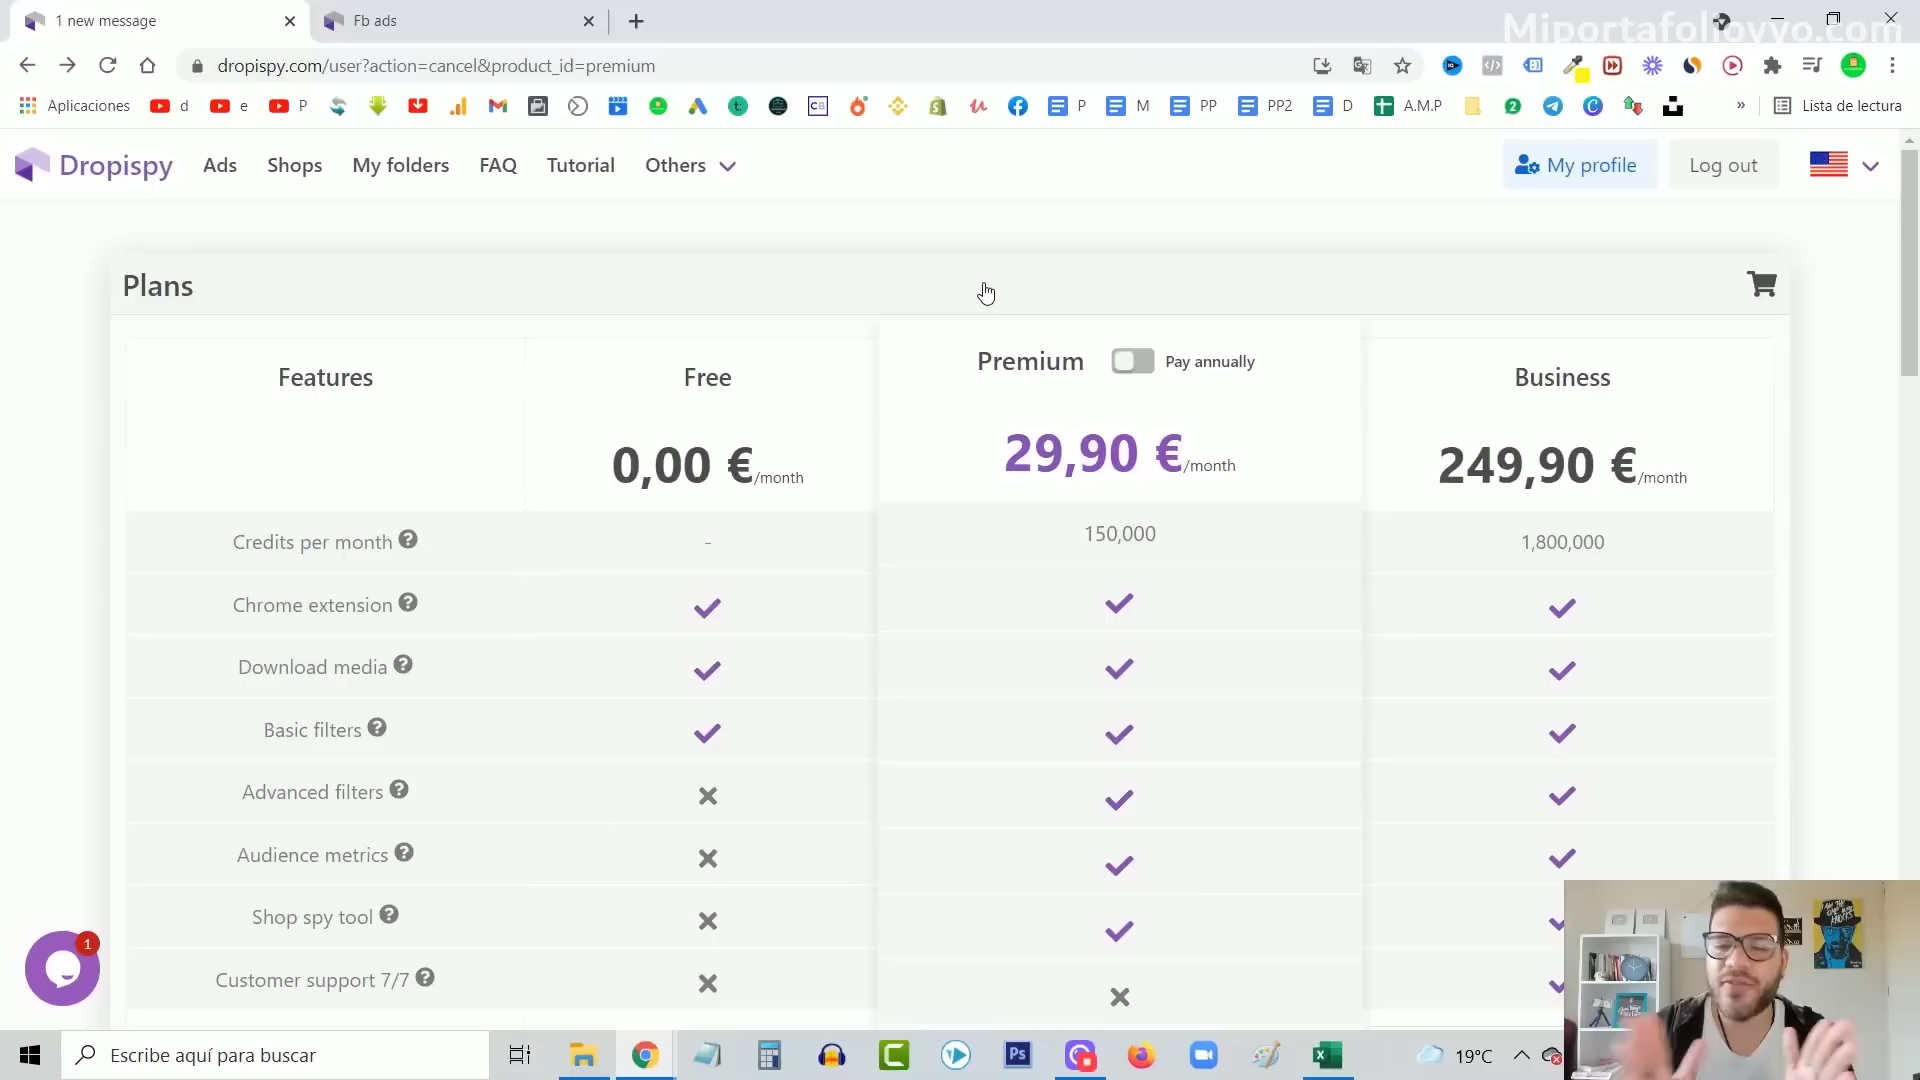 1 new message
Fb ads
Miportafolioyyo.com
dropispy.com/user?action=cancel&product_id=premium
Aplicaciones
d
e
P
P
M
PP
PP2
D
A.M.P
»
Lista de lectura
Dropispy
Ads
Shops
My folders
FAQ
Tutorial
Others
My profile
Log out
Plans
Features
Free
Premium
Pay annually
Business
0,00 €/month
29,90 €/month
249,90 €/month
Credits per month
-
150,000
1,800,000
Chrome extension
Download media
Basic filters
Advanced filters
Audience metrics
Shop spy tool
Customer support 7/7
1
Escribe aquí para buscar
19°C